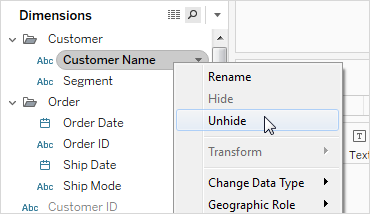 Dimensions
Customer
Abc Customer Name
Abc Segment
Order
Order Date
Abc Order ID
Ship Date
Abc Ship Mode
Abc Customer ID
Rename
Hide
Unhide
Transform
Change Data Type
Geographic Role
T
Text